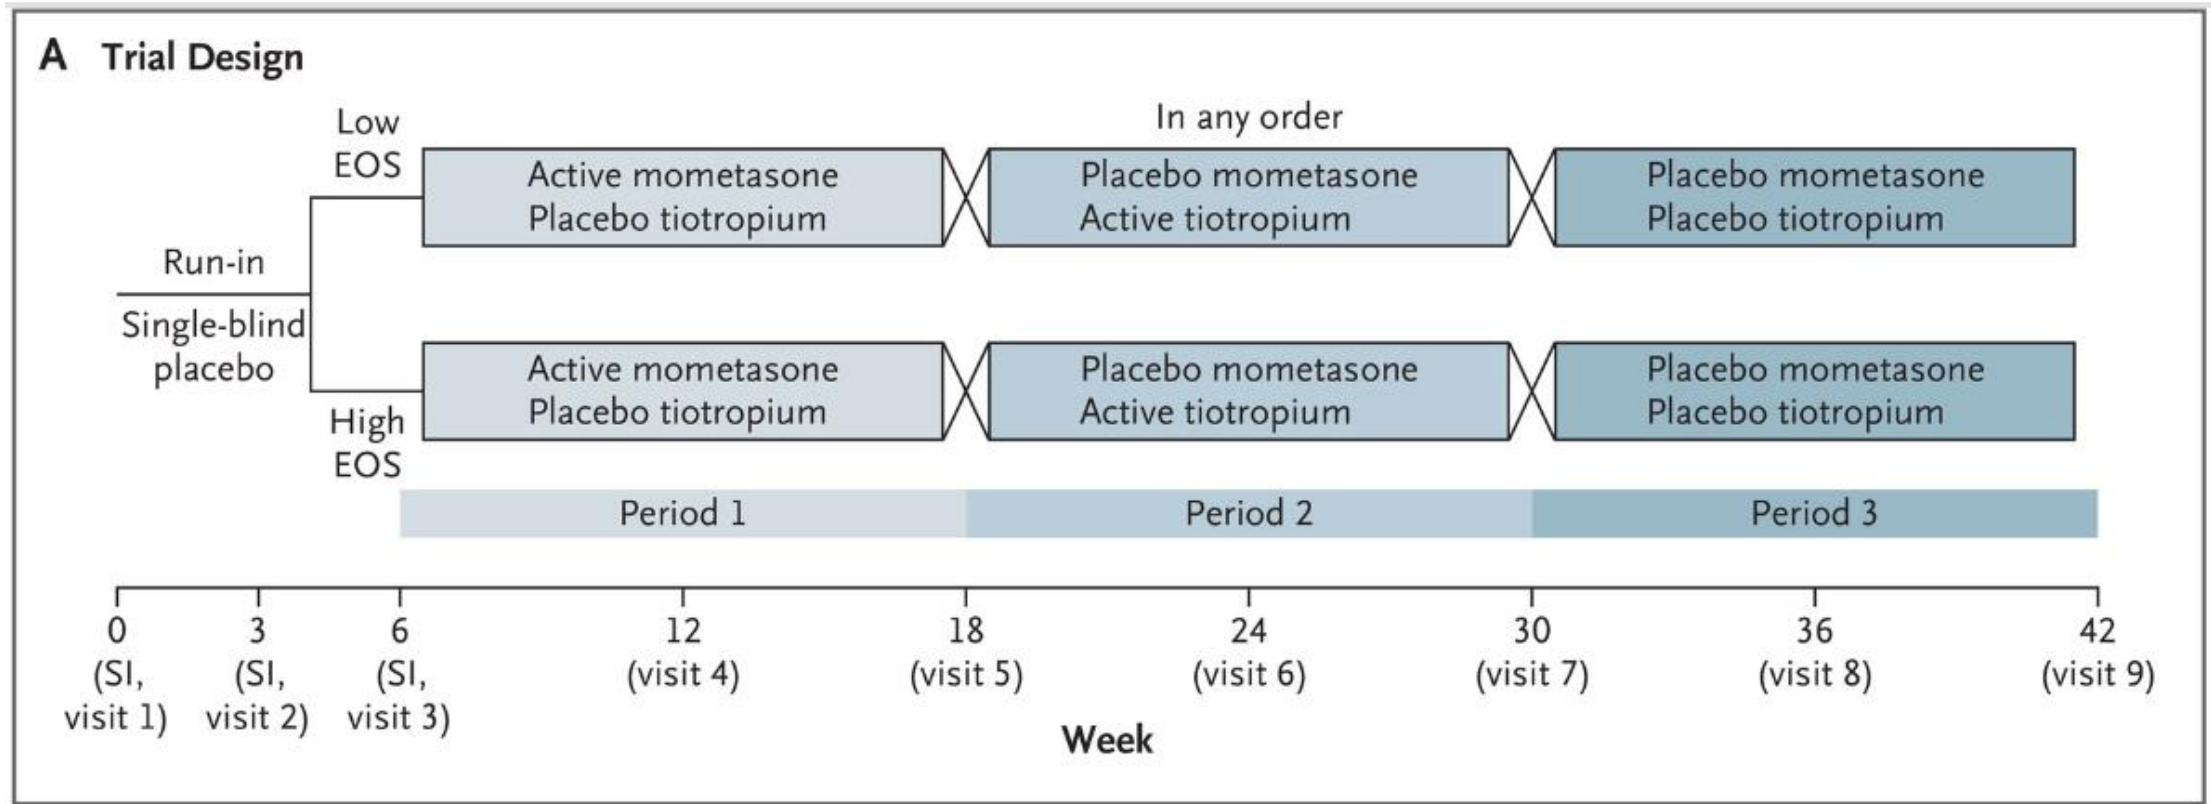 A Trial Design
Low
EOS
In any order
Active mometasone
Placebo tiotropium
Placebo mometasone
Active tiotropium
Placebo mometasone
Placebo tiotropium
Run-in
Single-blind
placebo
Active mometasone
Placebo tiotropium
Placebo mometasone
Active tiotropium
Placebo mometasone
Placebo tiotropium
High
EOS
Period 1
Period 2
Period 3
0
(SI,
visit 1)
3
(SI,
visit 2)
6
(SI,
visit 3)
12
(visit 4)
18
(visit 5)
24
(visit 6)
30
(visit 7)
36
(visit 8)
42
(visit 9)
Week